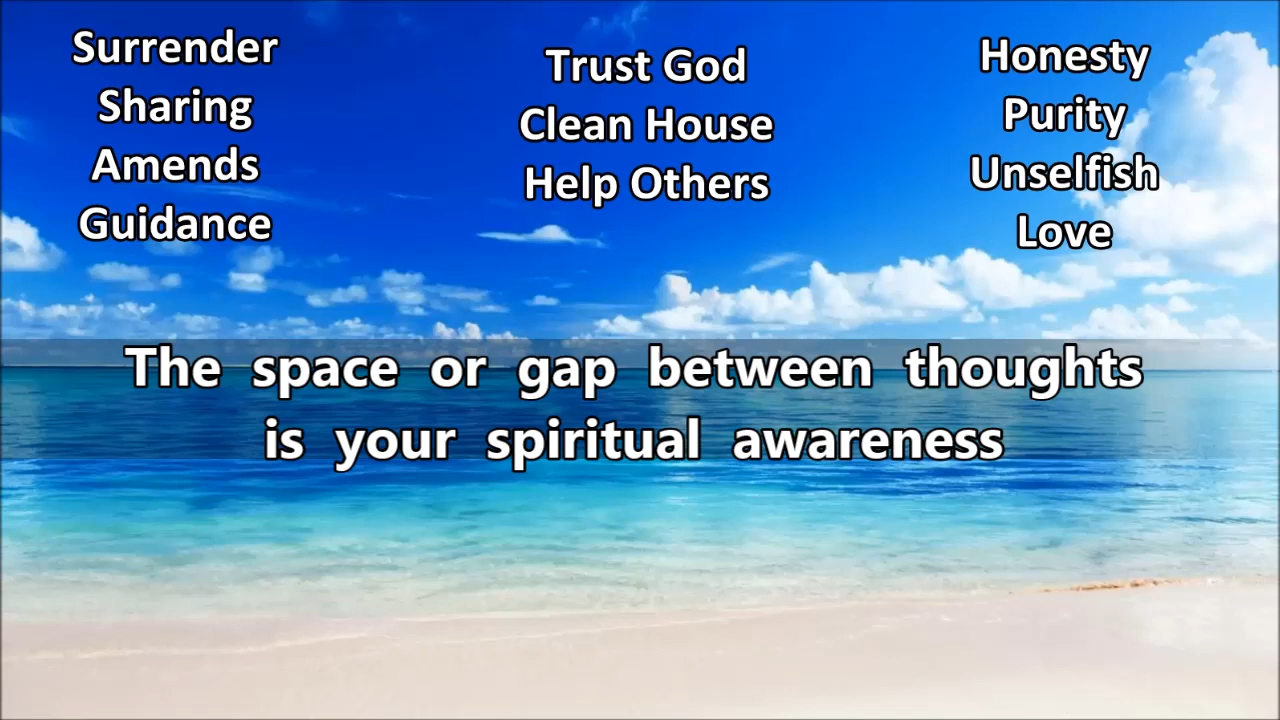 Surrender
Sharing
Amends
Guidance
Trust God
Clean House
Help Others
Honesty
Purity
Unselfish
Love
The space or gap between thoughts
is your spiritual awareness